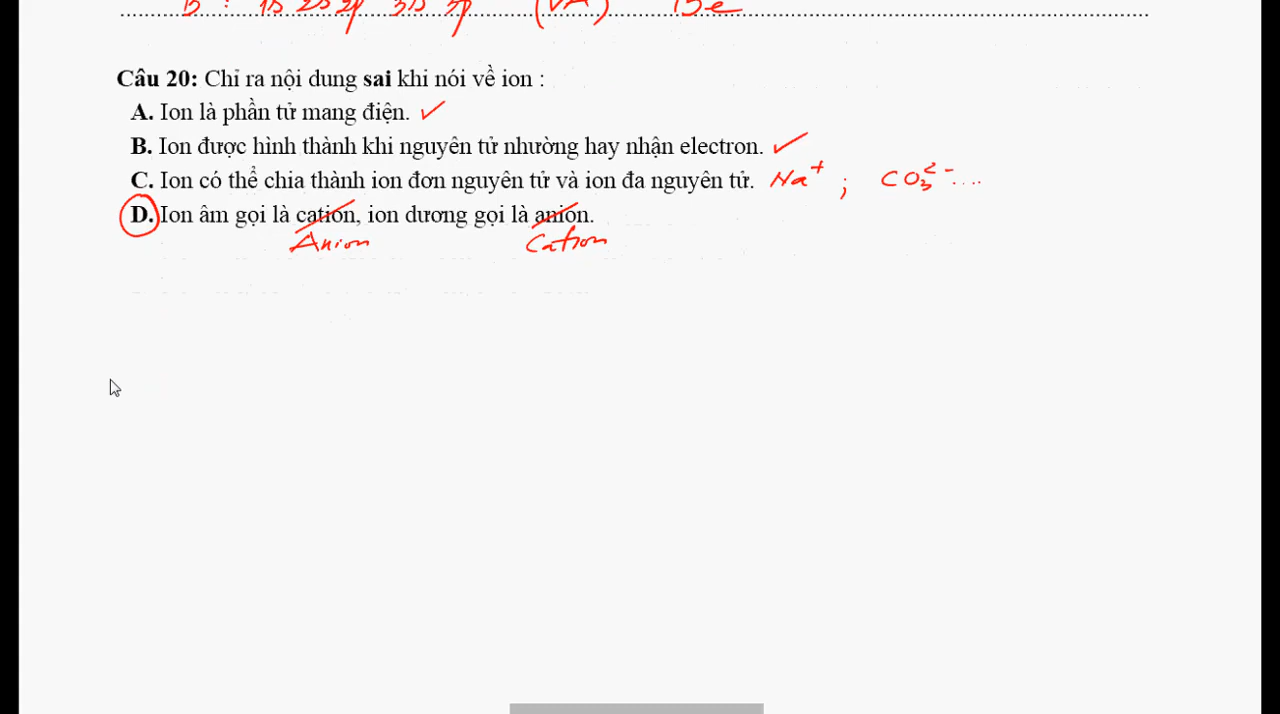 Câu 20: Chỉ ra nội dung sai khi nói về ion :
A. Ion là phần tử mang điện.
B. Ion được hình thành khi nguyên tử nhường hay nhận electron.
C. Ion có thể chia thành ion đơn nguyên tử và ion đa nguyên tử. Na⁺ ; CO₃²⁻....
D. Ion âm gọi là cation, ion dương gọi là anion.
Anion Cation